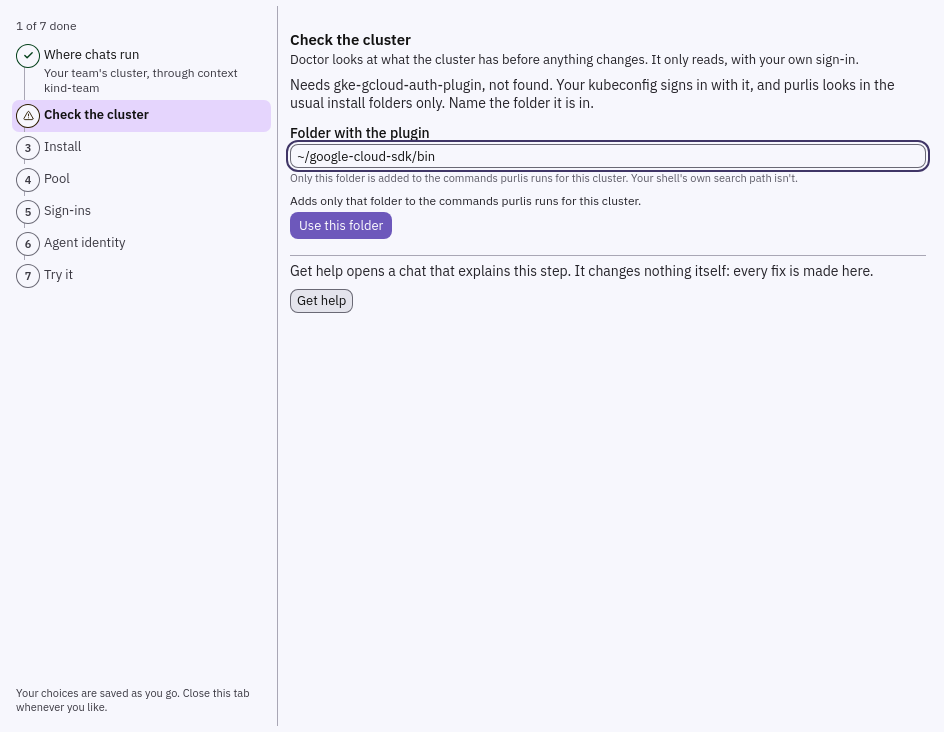 1 of 7 done
Where chats run
Your team's cluster, through context
kind-team
Check the cluster
3 Install
4 Pool
5 Sign-ins
6 Agent identity
7 Try it
Your choices are saved as you go. Close this tab
whenever you like.
Check the cluster
Doctor looks at what the cluster has before anything changes. It only reads, with your own sign-in.
Needs gke-gcloud-auth-plugin, not found. Your kubeconfig signs in with it, and purlis looks in the
usual install folders only. Name the folder it is in.
Folder with the plugin
~/google-cloud-sdk/bin
Only this folder is added to the commands purlis runs for this cluster. Your shell's own search path isn't.
Adds only that folder to the commands purlis runs for this cluster.
Use this folder
Get help opens a chat that explains this step. It changes nothing itself: every fix is made here.
Get help